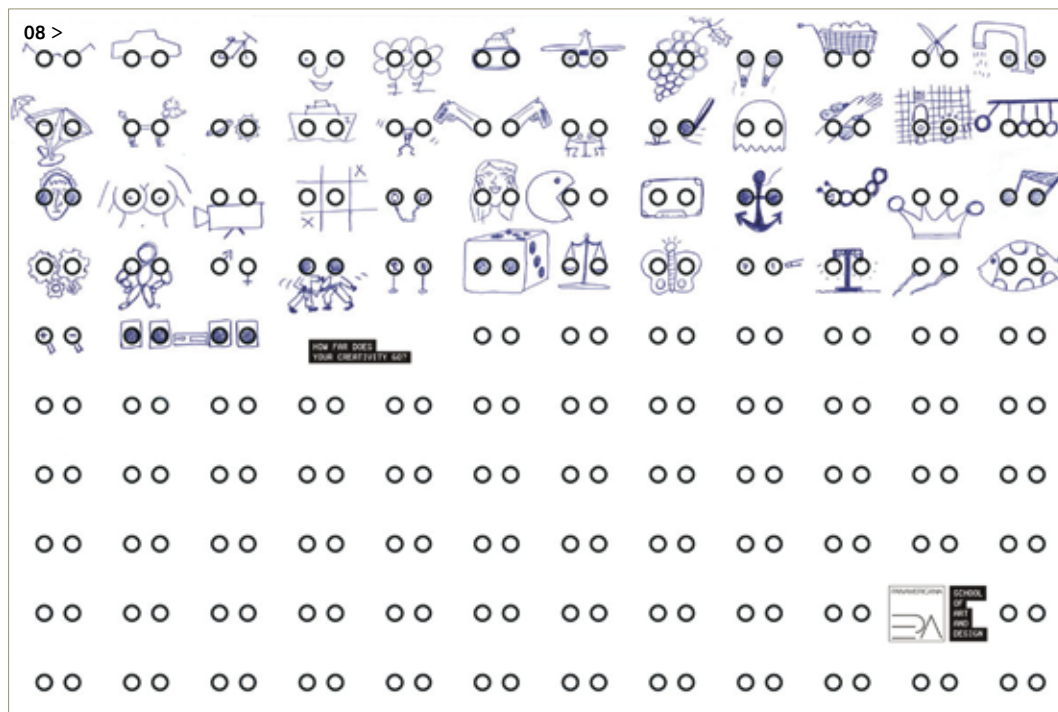 08 >
X
X
HOW FAR DOES
YOUR CREATIVITY GO?
PANAMERICANA
SCHOOL
OF
ART
AND
DESIGN